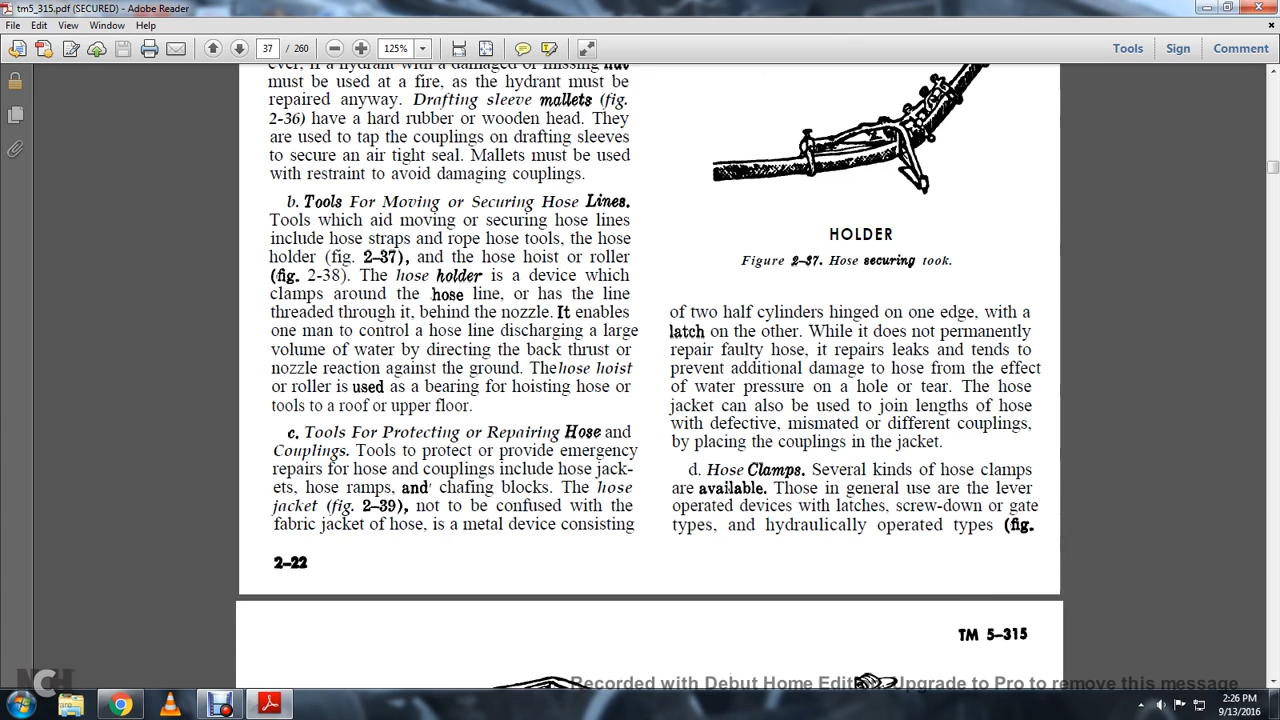 tm5_315.pdf (SECURED) - Adobe Reader
File Edit View Window Help
37 / 260 125% Tools Sign Comment
must be used at a fire, as the hydrant must be
repaired anyway. Drafting sleeve mallets (fig.
2-36) have a hard rubber or wooden head. They
are used to tap the couplings on drafting sleeves
to secure an air tight seal. Mallets must be used
with restraint to avoid damaging couplings.
b. Tools For Moving or Securing Hose Lines.
Tools which aid moving or securing hose lines
include hose straps and rope hose tools, the hose
holder (fig. 2-37), and the hose hoist or roller
(fig. 2-38). The hose holder is a device which
clamps around the hose line, or has the line
threaded through it, behind the nozzle. It enables
one man to control a hose line discharging a large
volume of water by directing the back thrust or
nozzle reaction against the ground. The hose hoist
or roller is used as a bearing for hoisting hose or
tools to a roof or upper floor.
c. Tools For Protecting or Repairing Hose and
Couplings. Tools to protect or provide emergency
repairs for hose and couplings include hose jack-
ets, hose ramps, and chafing blocks. The hose
jacket (fig. 2-39), not to be confused with the
fabric jacket of hose, is a metal device consisting
2-22
HOLDER
Figure 2-37. Hose securing took.
of two half cylinders hinged on one edge, with a
latch on the other. While it does not permanently
repair faulty hose, it repairs leaks and tends to
prevent additional damage to hose from the effect
of water pressure on a hole or tear. The hose
jacket can also be used to join lengths of hose
with defective, mismated or different couplings,
by placing the couplings in the jacket.
d. Hose Clamps. Several kinds of hose clamps
are available. Those in general use are the lever
operated devices with latches, screw-down or gate
types, and hydraulically operated types (fig.
TM 5-315
Recorded with Debut Home Edit Upgrade to Pro to remove this message
NCH
2:26 PM
9/13/2016